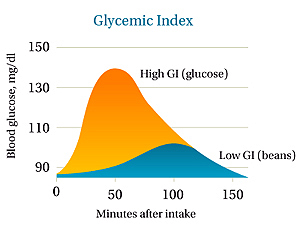 Glycemic Index
Blood glucose, mg/dl
150
130
110
90
High GI (glucose)
Low GI (beans)
0
50
100
150
Minutes after intake